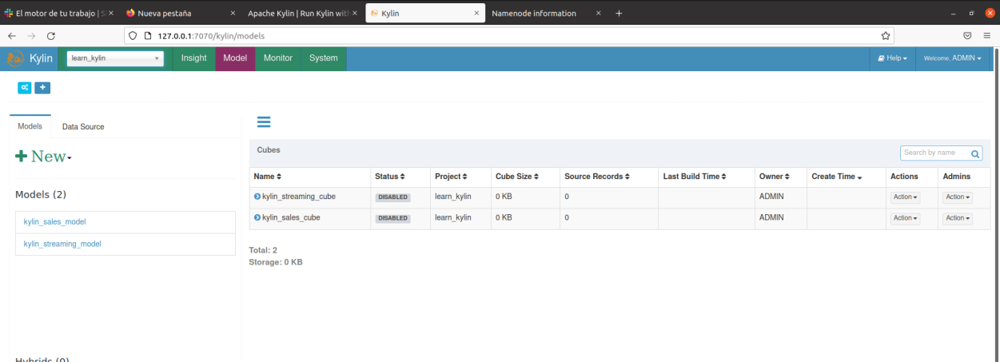 El motor de tu trabajo | S
Nueva pestaña
Apache Kylin | Run Kylin with
Kylin
Namenode information
127.0.0.1:7070/kylin/models
Kylin
learn_kylin
Insight
Model
Monitor
System
Help
Welcome, ADMIN
Models
Data Source
New
Cubes
Search by name
Name Status Project Cube Size Source Records Last Build Time Owner Create Time Actions Admins
kylin_streaming_cube DISABLED learn_kylin 0 KB 0 ADMIN Action Action
kylin_sales_cube DISABLED learn_kylin 0 KB 0 ADMIN Action Action
Total: 2
Storage: 0 KB
Models (2)
kylin_sales_model
kylin_streaming_model
Hybrids (0)